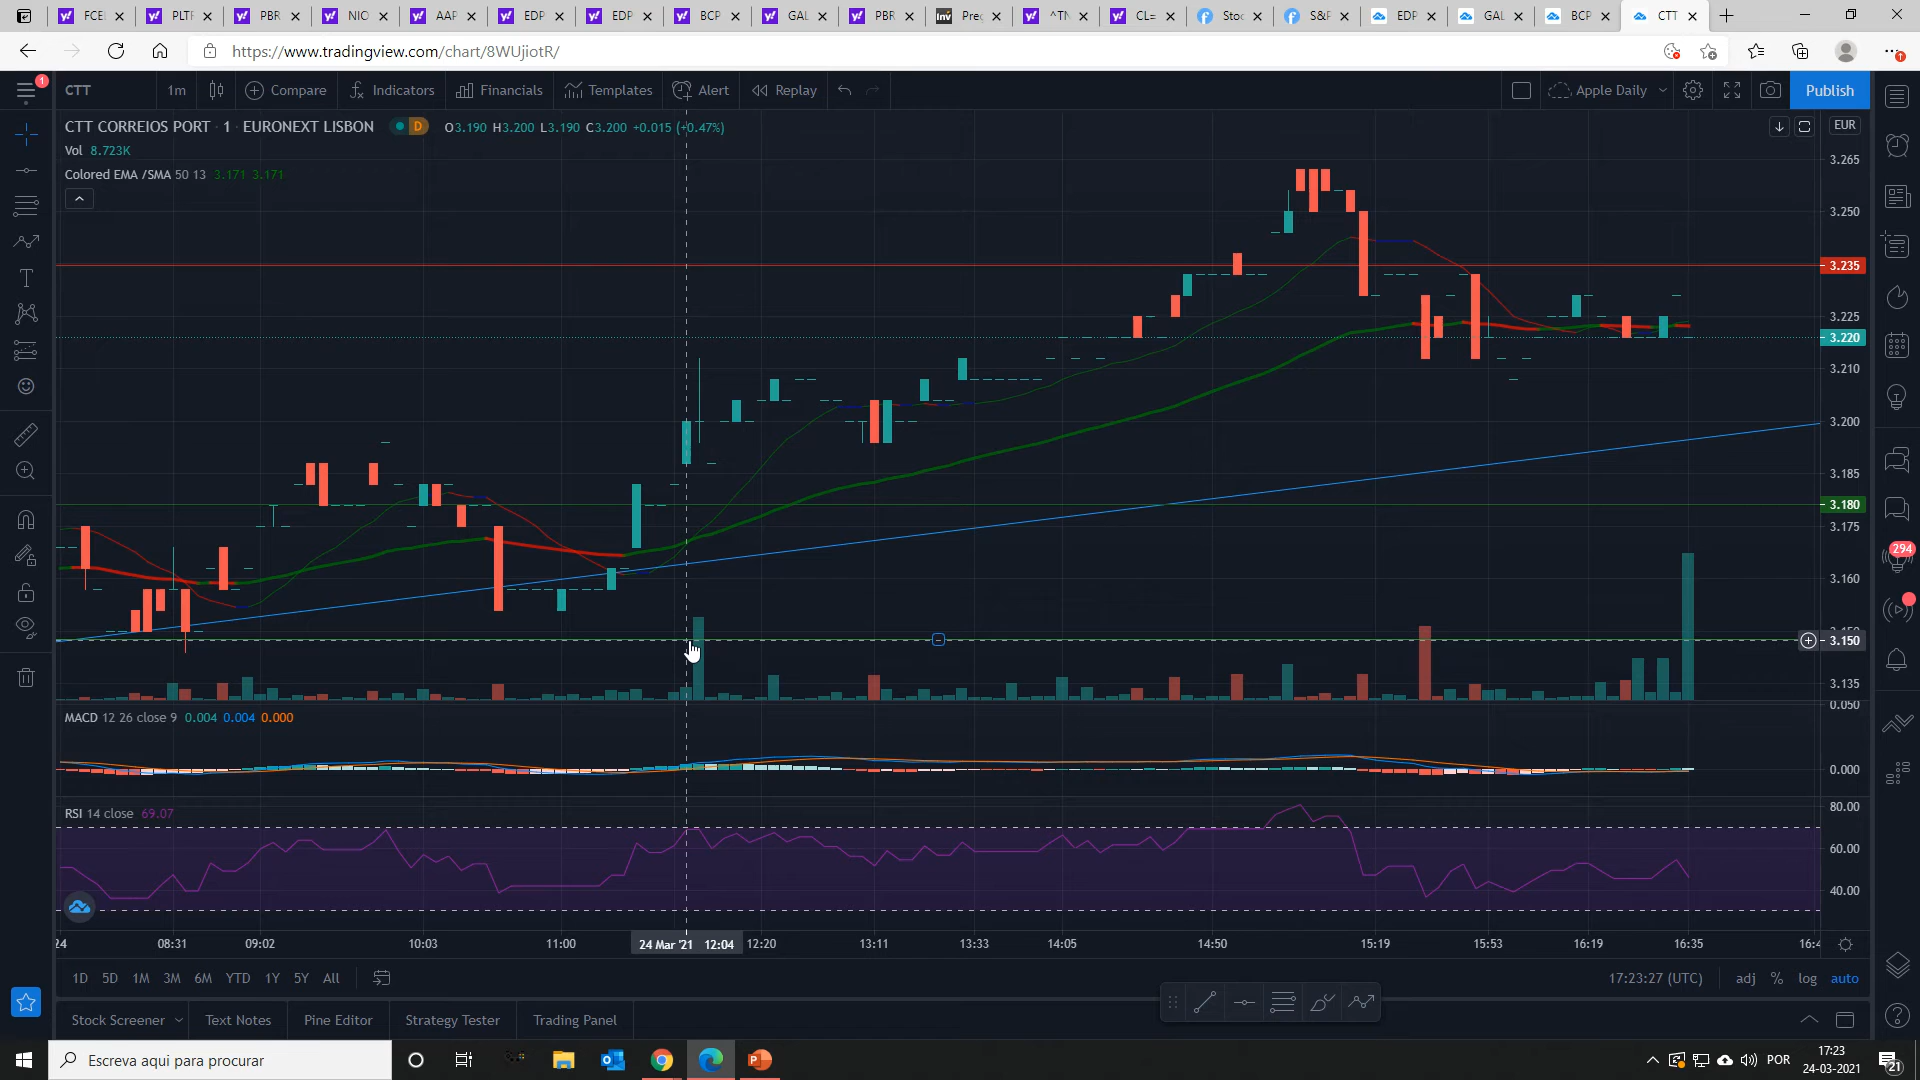 FCEI
PLTF
PBR
NIO
AAP
EDP
EDP
BCP
GAL
PBR
Preç
^TN
CL=
Stoc
S&P
EDP
GAL
BCP
CTT
https://www.tradingview.com/chart/8WUjiotR/
1
CTT
1m
Compare
Indicators
Financials
Templates
Alert
Replay
Apple Daily
Publish
CTT CORREIOS PORT · 1 · EURONEXT LISBON
D
O3.190 H3.200 L3.190 C3.200 +0.015 (+0.47%)
EUR
Vol 8.723K
Colored EMA /SMA 50 13 3.171 3.171
3.265
3.250
3.235
3.225
3.220
3.210
3.200
3.185
3.180
3.175
3.160
3.150
3.135
294
MACD 12 26 close 9 0.004 0.004 0.000
0.050
0.000
RSI 14 close 69.07
80.00
60.00
40.00
24
08:31
09:02
10:03
11:00
24 Mar '21 12:04
12:20
13:11
13:33
14:05
14:50
15:19
15:53
16:19
16:35
16:4
1D 5D 1M 3M 6M YTD 1Y 5Y All
17:23:27 (UTC)
adj % log auto
Stock Screener
Text Notes
Pine Editor
Strategy Tester
Trading Panel
Escreva aqui para procurar
POR
17:23
24-03-2021
21